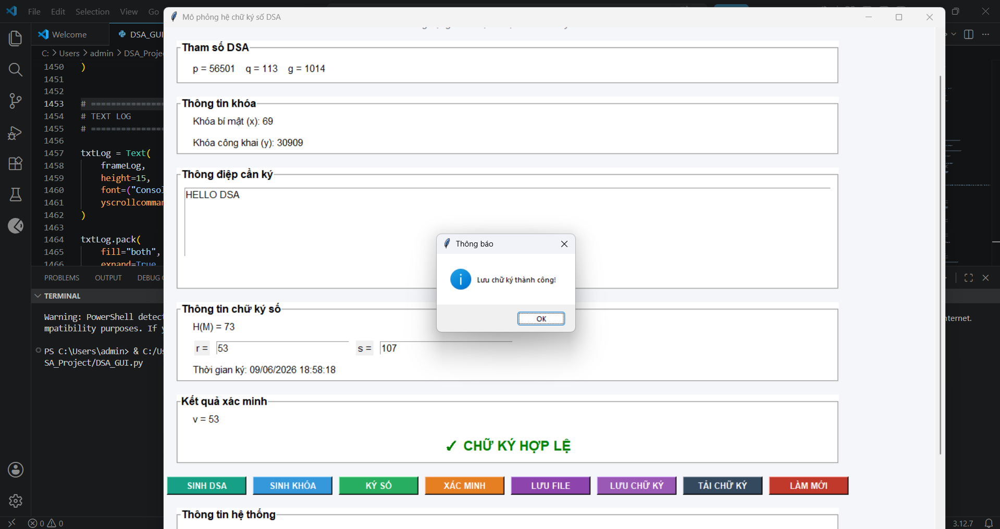 File Edit Selection View Go
Mô phỏng hệ chữ ký số DSA
Welcome
DSA_GUI
C: > Users > admin > DSA_Proje
1450 )
1451
1452
1453 # ===============
1454 # TEXT LOG
1455 # ===============
1456
1457 txtLog = Text(
1458 frameLog,
1459 height=15,
1460 font=("Consol
1461 yscrollcomman
1462 )
1463
1464 txtLog.pack(
1465 fill="both",
1466 expand=True
PROBLEMS OUTPUT DEBUG
TERMINAL
Warning: PowerShell detect
mpatibility purposes. If y
PS C:\Users\admin> & C:/Us
SA_Project/DSA_GUI.py
nternet.
Tham số DSA
p = 56501 q = 113 g = 1014
Thông tin khóa
Khóa bí mật (x): 69
Khóa công khai (y): 30909
Thông điệp cần ký
HELLO DSA
Thông báo
Lưu chữ ký thành công!
OK
Thông tin chữ ký số
H(M) = 73
r = 53 s = 107
Thời gian ký: 09/06/2026 18:58:18
Kết quả xác minh
v = 53
✓ CHỮ KÝ HỢP LỆ
SINH DSA SINH KHÓA KÝ SỐ XÁC MINH LƯU FILE LƯU CHỮ KÝ TẢI CHỮ KÝ LÀM MỚI
Thông tin hệ thống
0 0
3.12.7